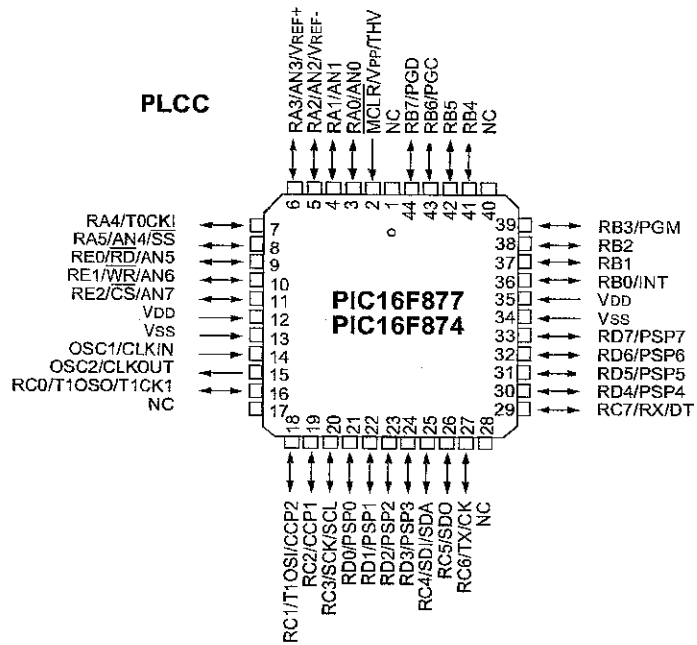 PLCC
RA3/AN3/VREF+
RA2/AN2/VREF-
RA1/AN1
RA0/AN0
MCLR/VPP/THV
NC
RB7/PGD
RB6/PGC
RB5
RB4
NC
6 5 4 3 2 1 44 43 42 41 40
RA4/T0CKI 7
RA5/AN4/SS 8
RE0/RD/AN5 9
RE1/WR/AN6 10
RE2/CS/AN7 11
VDD 12
VSS 13
OSC1/CLKIN 14
OSC2/CLKOUT 15
RC0/T1OSO/T1CK1 16
NC 17
PIC16F877
PIC16F874
39 RB3/PGM
38 RB2
37 RB1
36 RB0/INT
35 VDD
34 VSS
33 RD7/PSP7
32 RD6/PSP6
31 RD5/PSP5
30 RD4/PSP4
29 RC7/RX/DT
18 19 20 21 22 23 24 25 26 27 28
RC1/T1OSI/CCP2
RC2/CCP1
RC3/SCK/SCL
RD0/PSP0
RD1/PSP1
RD2/PSP2
RD3/PSP3
RC4/SDI/SDA
RC5/SDO
RC6/TX/CK
NC